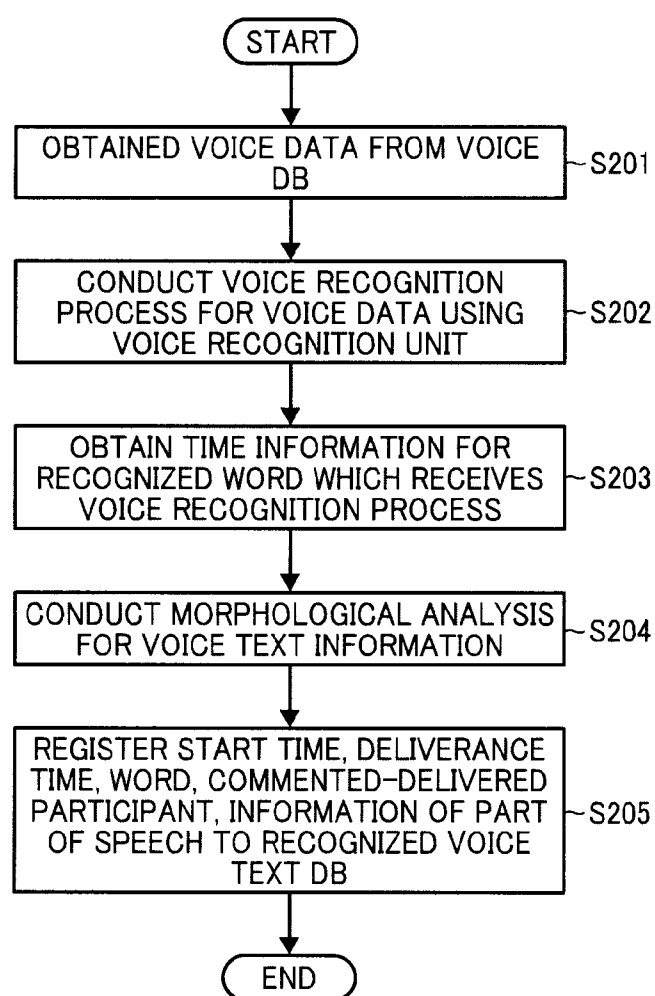 START
OBTAINED VOICE DATA FROM VOICE
DB
S201
CONDUCT VOICE RECOGNITION
PROCESS FOR VOICE DATA USING
VOICE RECOGNITION UNIT
S202
OBTAIN TIME INFORMATION FOR
RECOGNIZED WORD WHICH RECEIVES
VOICE RECOGNITION PROCESS
S203
CONDUCT MORPHOLOGICAL ANALYSIS
FOR VOICE TEXT INFORMATION
S204
REGISTER START TIME, DELIVERANCE
TIME, WORD, COMMENTED-DELIVERED
PARTICIPANT, INFORMATION OF PART
OF SPEECH TO RECOGNIZED VOICE
TEXT DB
S205
END